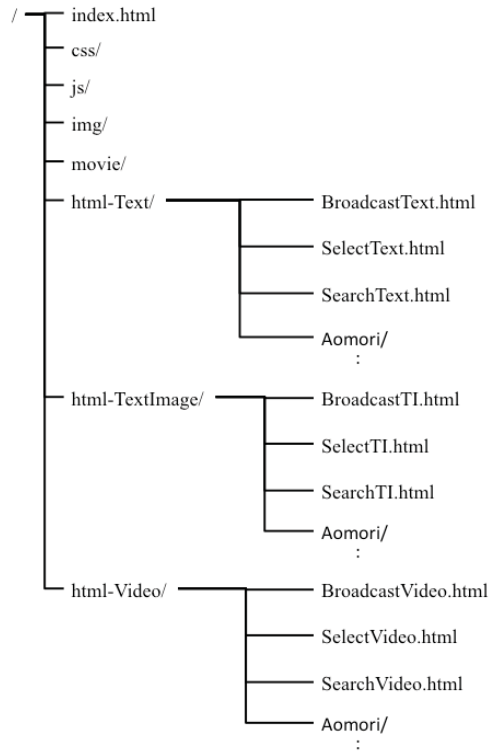 /
index.html
css/
js/
img/
movie/
html-Text/
BroadcastText.html
SelectText.html
SearchText.html
Aomori/
:
html-TextImage/
BroadcastTI.html
SelectTI.html
SearchTI.html
Aomori/
:
html-Video/
BroadcastVideo.html
SelectVideo.html
SearchVideo.html
Aomori/
: